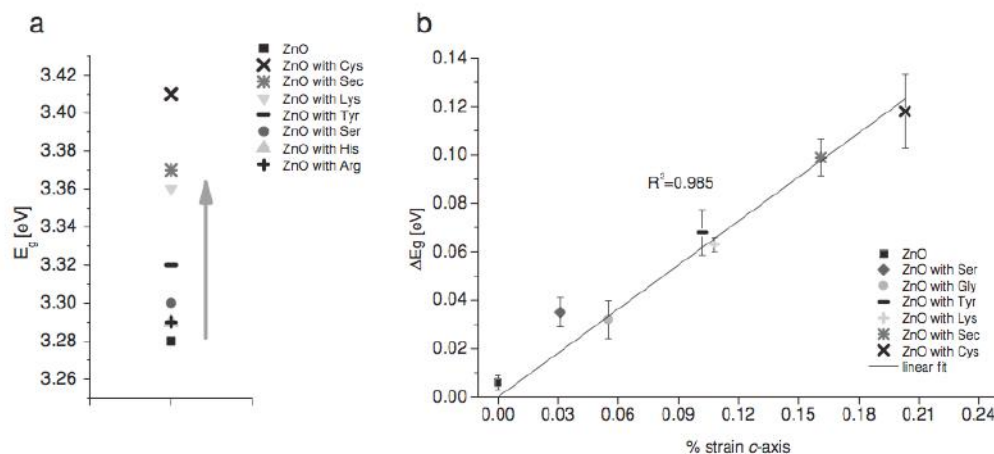 a
ZnO
ZnO with Cys
ZnO with Sec
ZnO with Lys
ZnO with Tyr
ZnO with Ser
ZnO with His
ZnO with Arg
3.42
3.40
3.38
3.36
3.34
3.32
3.30
3.28
3.26
E_g [eV]
b
0.14
0.12
0.10
0.08
0.06
0.04
0.02
0.00
ΔEg [eV]
R²=0.985
ZnO
ZnO with Ser
ZnO with Gly
ZnO with Tyr
ZnO with Lys
ZnO with Sec
ZnO with Cys
linear fit
0.00 0.03 0.06 0.09 0.12 0.15 0.18 0.21 0.24
% strain c-axis